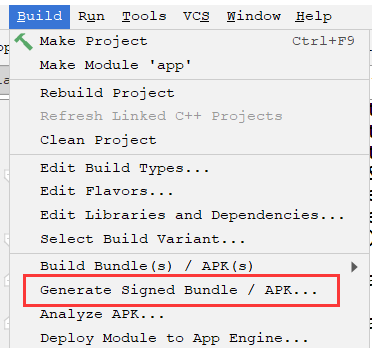 Build Run Tools VCS Window Help
Make Project Ctrl+F9
Make Module 'app'
Rebuild Project
Refresh Linked C++ Projects
Clean Project
Edit Build Types...
Edit Flavors...
Edit Libraries and Dependencies...
Select Build Variant...
Build Bundle(s) / APK(s)
Generate Signed Bundle / APK...
Analyze APK...
Deploy Module to App Engine...